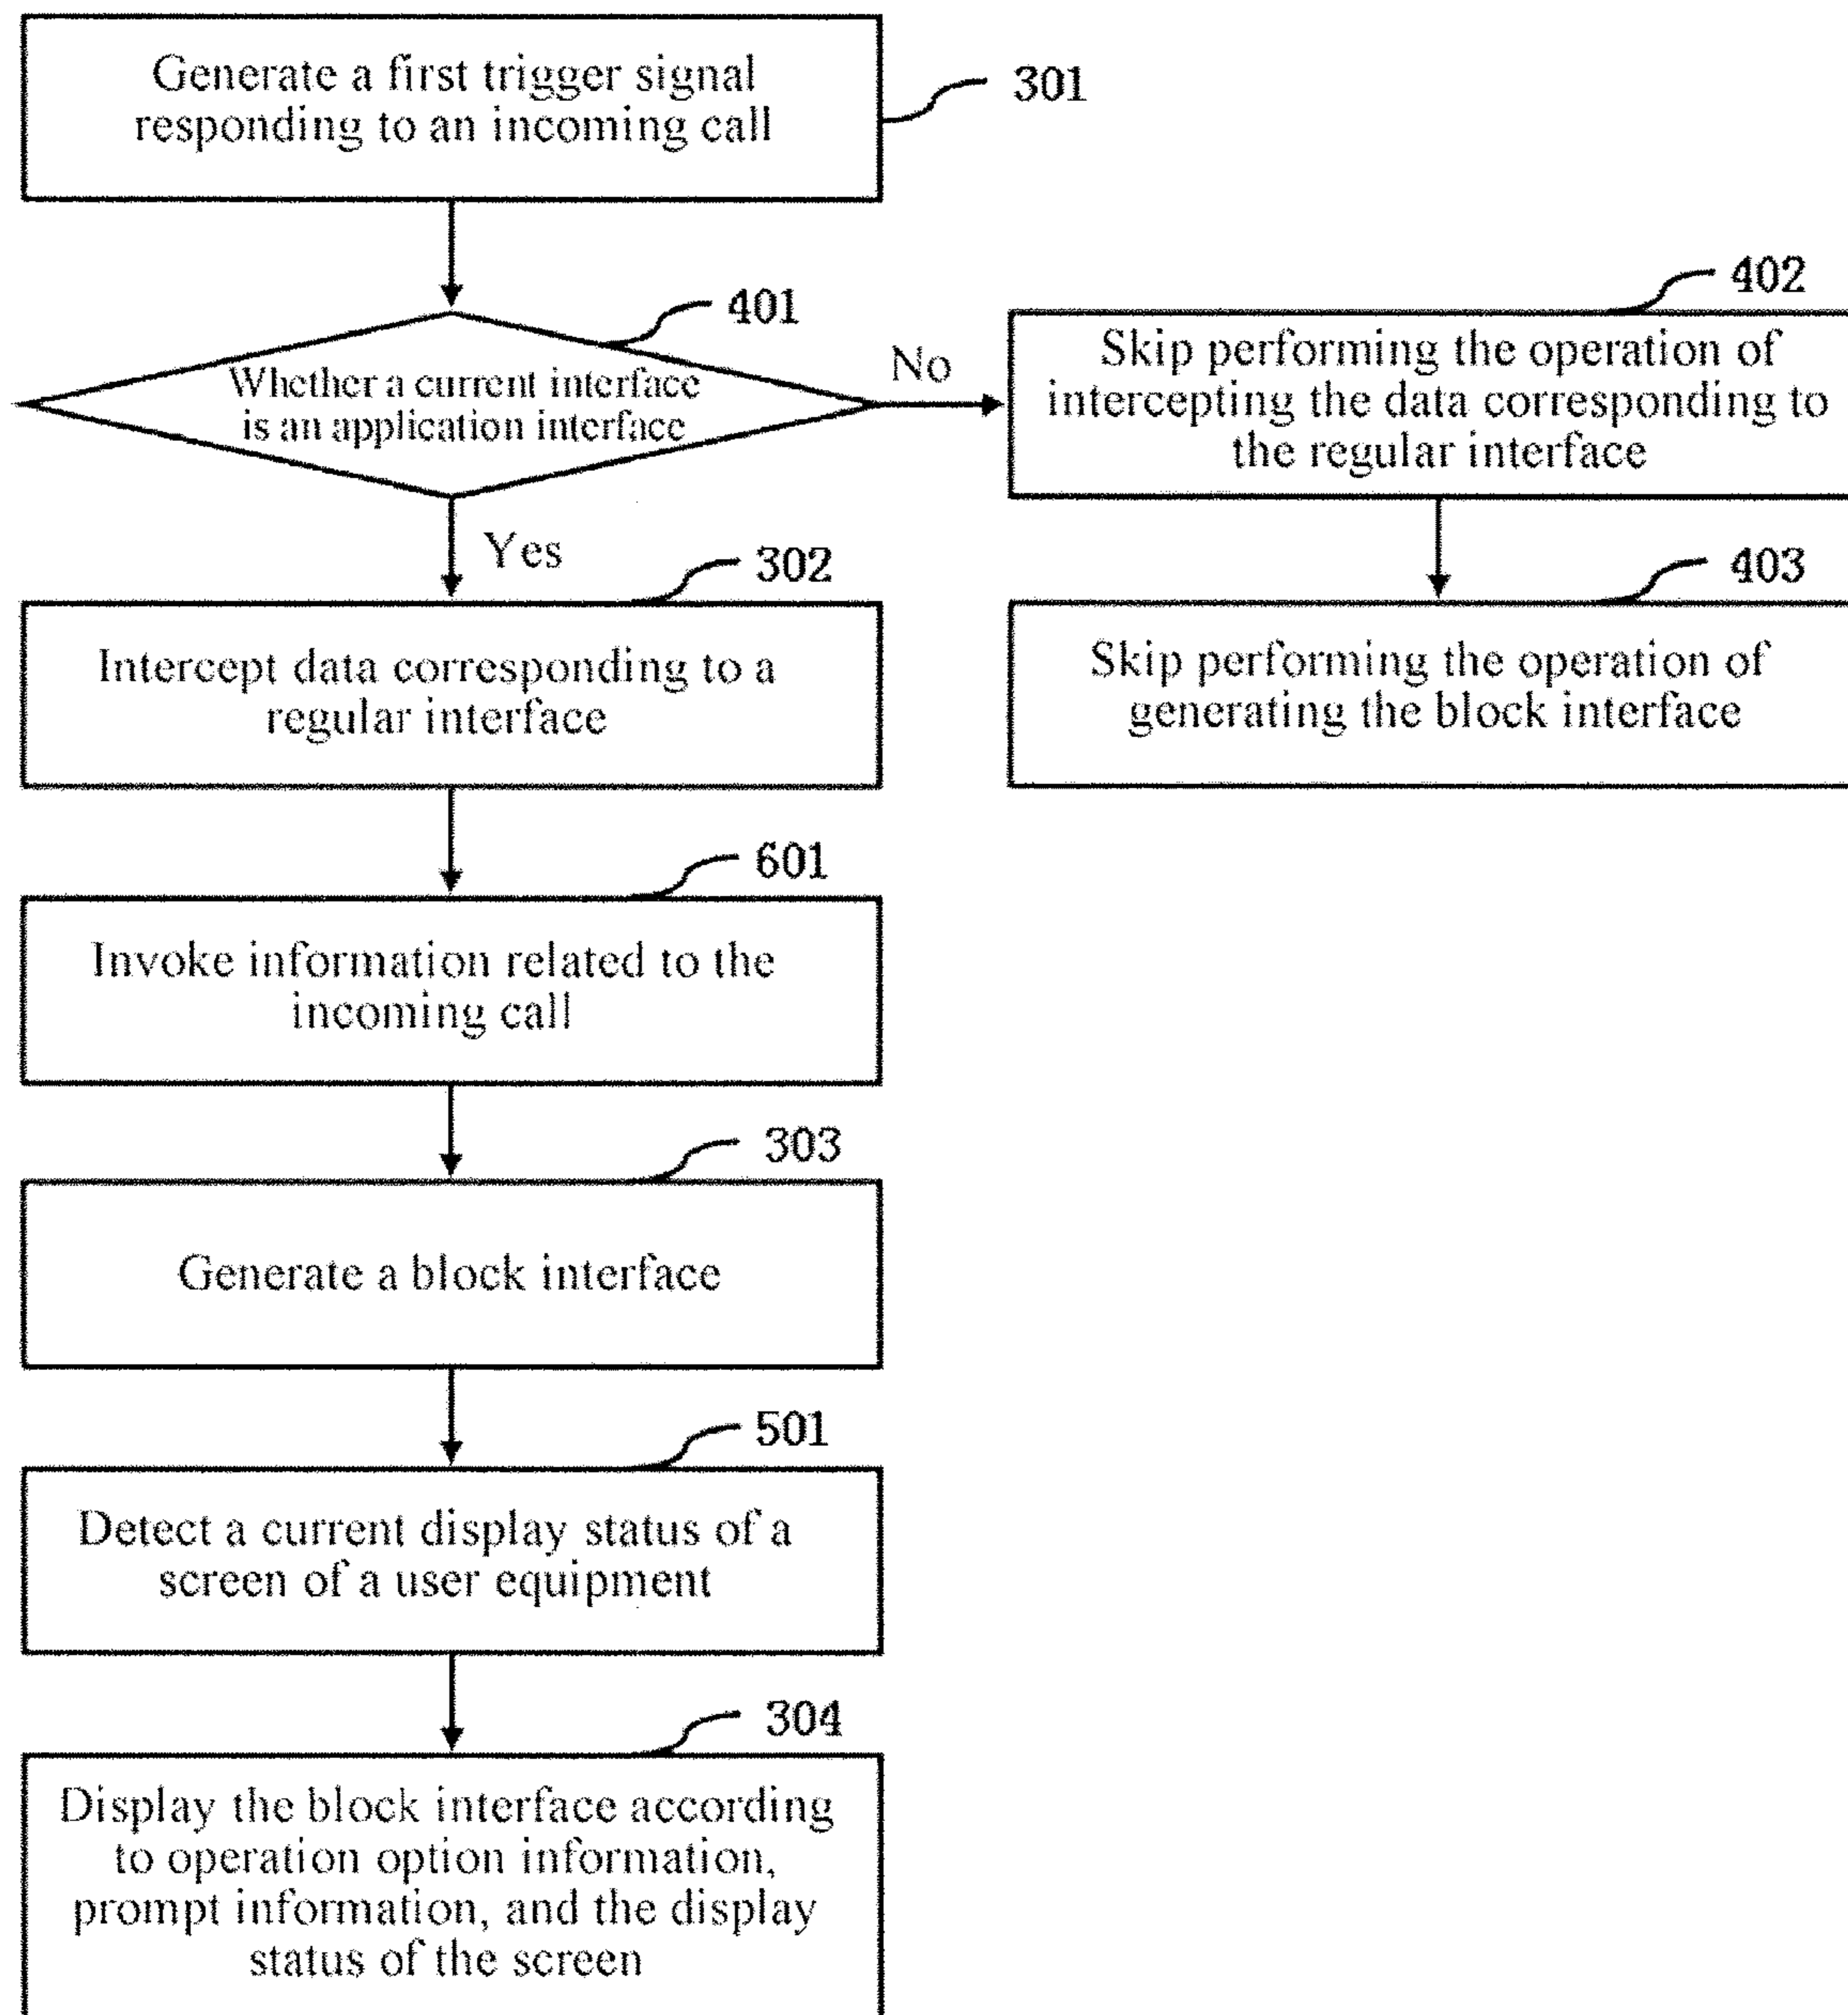 Generate a first trigger signal
responding to an incoming call
301
401
Whether a current interface
is an application interface
No
402
Skip performing the operation of
intercepting the data corresponding to
the regular interface
Yes
302
Intercept data corresponding to a
regular interface
403
Skip performing the operation of
generating the block interface
601
Invoke information related to the
incoming call
303
Generate a block interface
501
Detect a current display status of a
screen of a user equipment
304
Display the block interface according
to operation option information,
prompt information, and the display
status of the screen